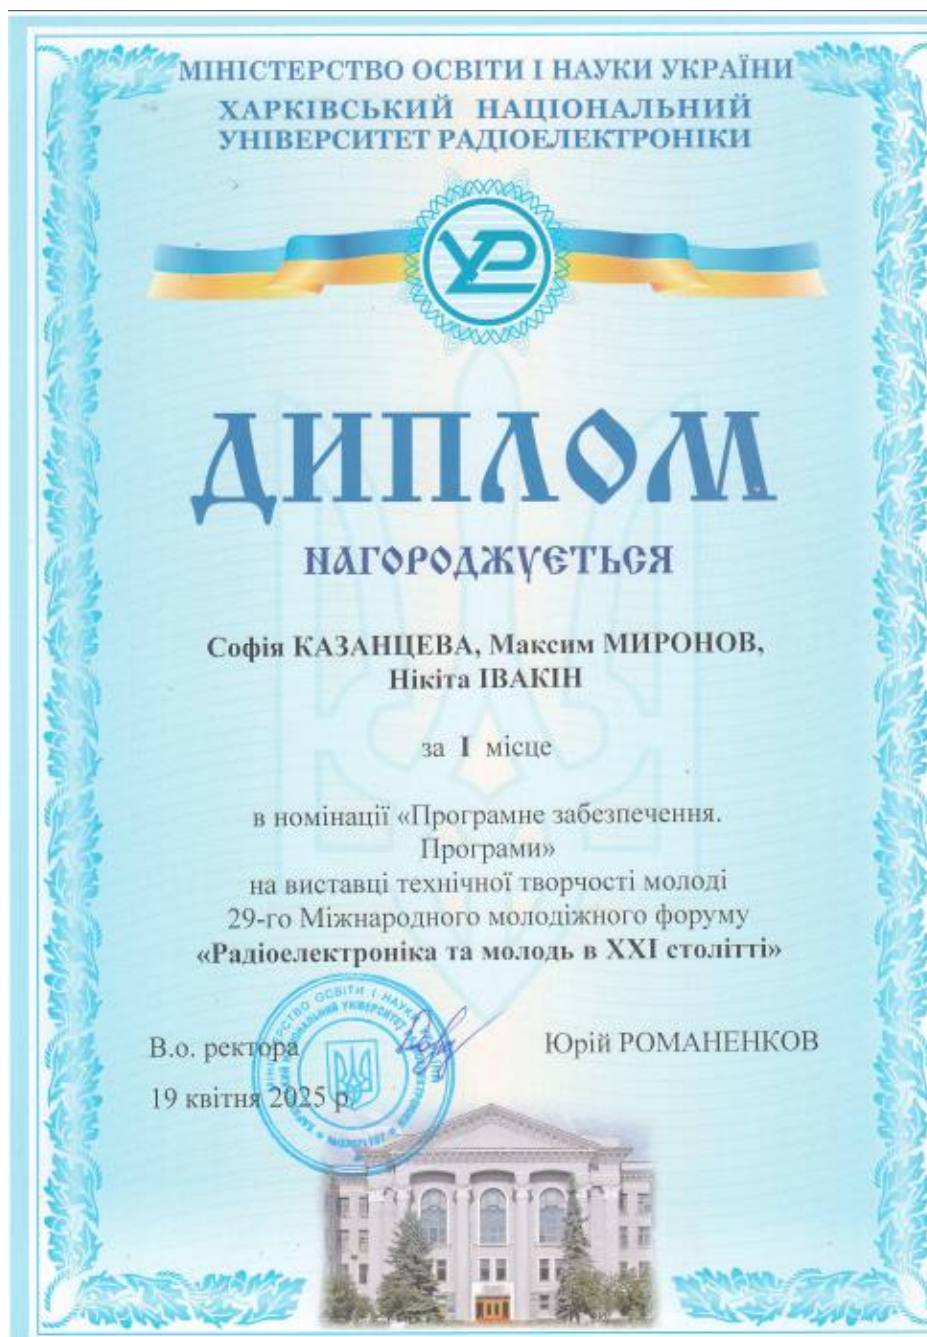 МІНІСТЕРСТВО ОСВІТИ І НАУКИ УКРАЇНИ
ХАРКІВСЬКИЙ НАЦІОНАЛЬНИЙ
УНІВЕРСИТЕТ РАДІОЕЛЕКТРОНІКИ
ДИПЛОМ
НАГОРОДЖУЄТЬСЯ
Софія КАЗАНЦЕВА, Максим МИРОНОВ,
Нікіта ІВАКІН
за І місце
в номінації «Програмне забезпечення.
Програми»
на виставці технічної творчості молоді
29-го Міжнародного молодіжного форуму
«Радіоелектроніка та молодь в ХХІ столітті»
В.о. ректора
Юрій РОМАНЕНКОВ
19 квітня 2025 р.